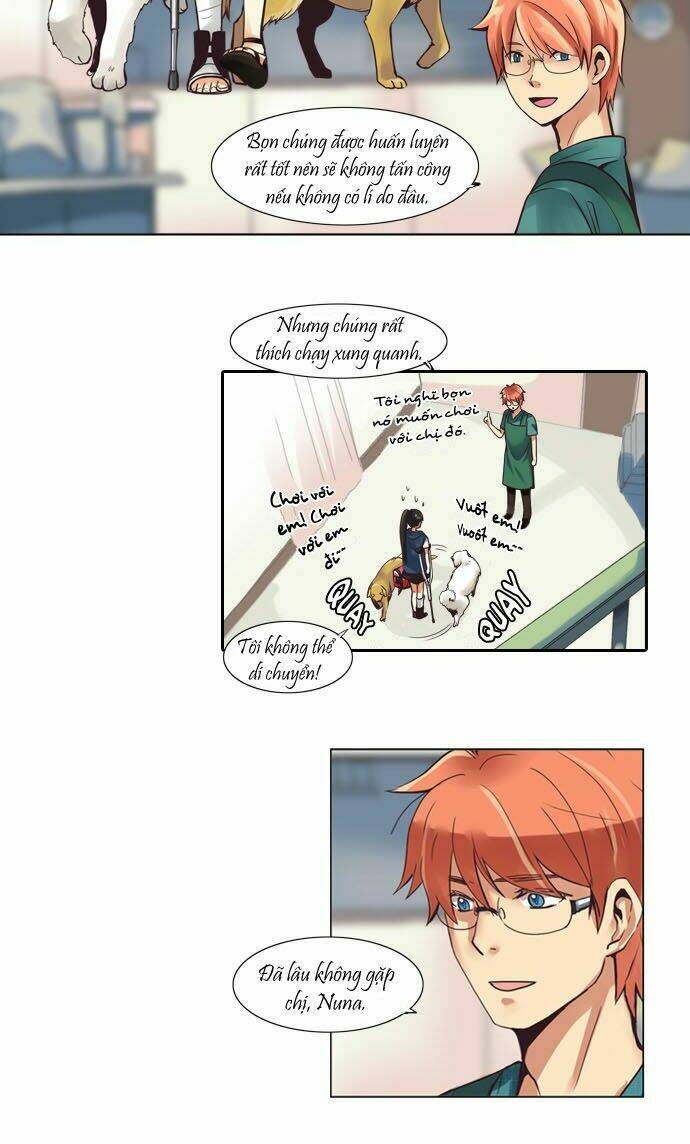 Bọn chúng được huấn luyện
rất tốt nên sẽ không tấn công
nếu không có lí do đâu.
Nhưng chúng rất
thích chạy xung quanh.
Tôi nghĩ bọn
nó muốn chơi
với chị đó.
Chơi với
em! Chơi
với em
đi~~
Vuốt em!
Vuốt em~~
QUAY
QUAY
Tôi không thể
di chuyển!
Đã lâu không gặp
chị, Nuna.